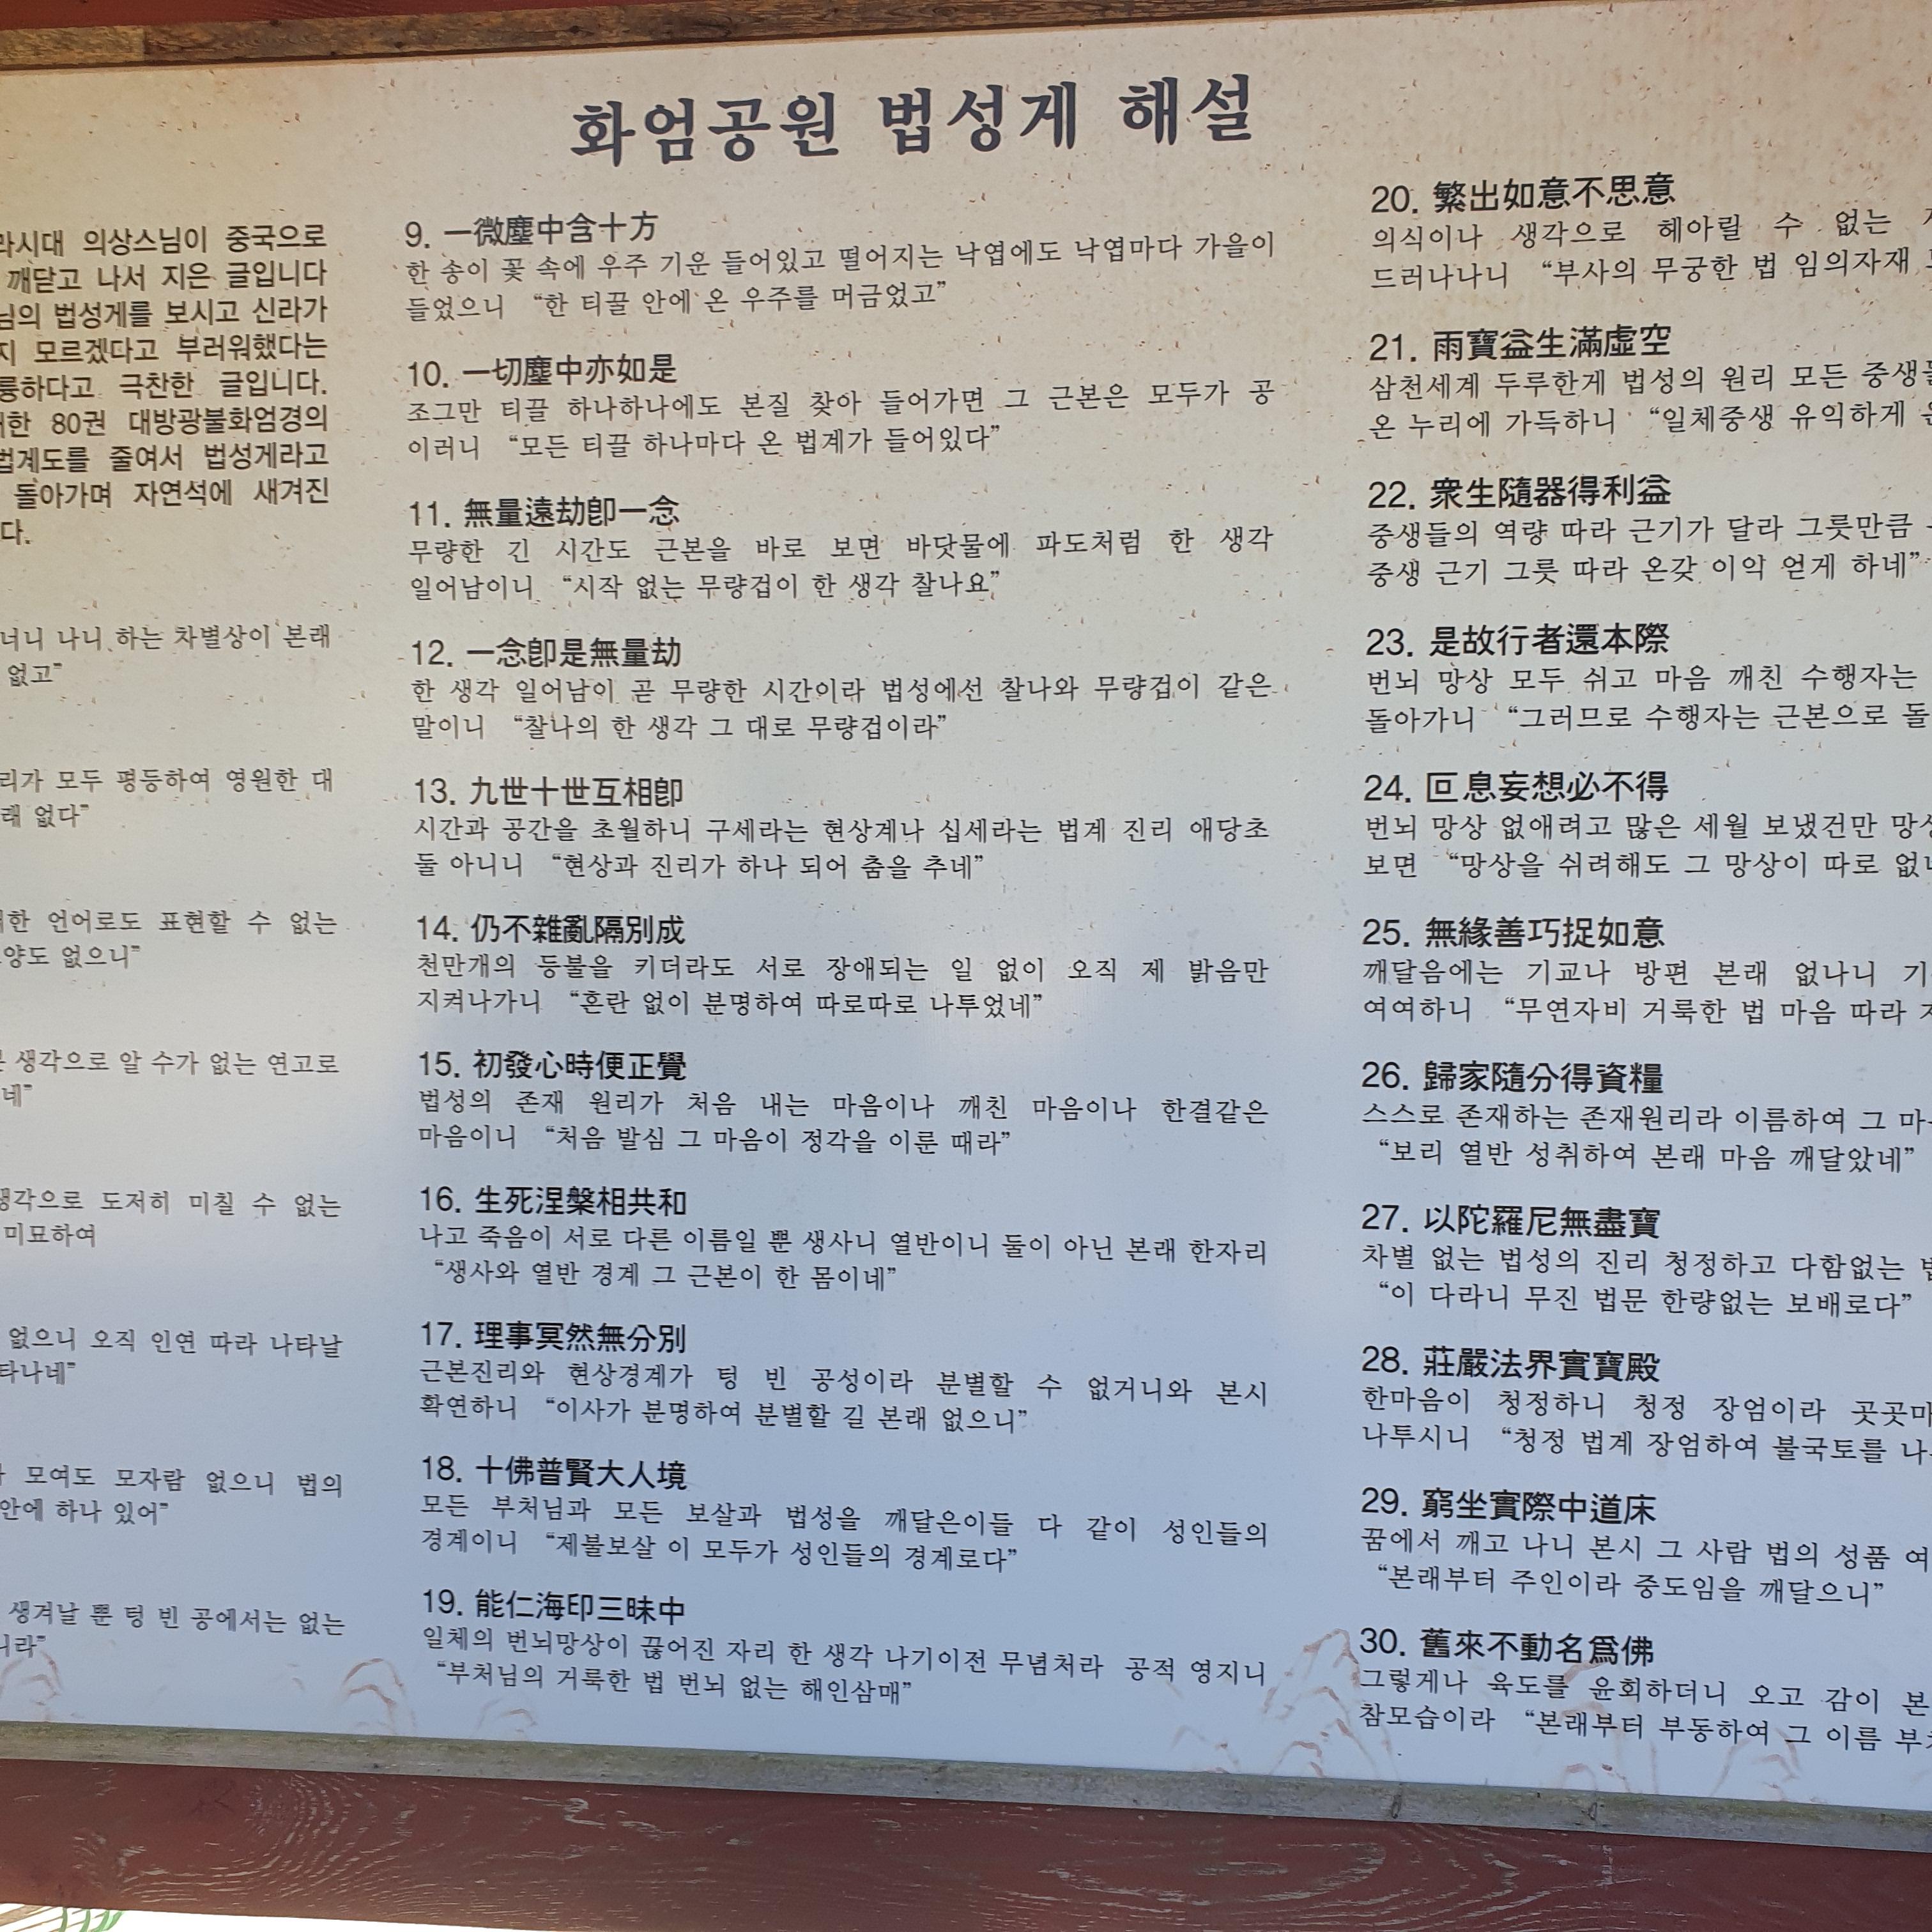 화엄공원 법성게 해설
라시대 의상스님이 중국으로
깨닫고 나서 지은 글입니다
님의 법성게를 보시고 신라가
지 모르겠다고 부러워했다는
륭하다고 극찬한 글입니다.
80권 대방광불화엄경의
법계도를 줄여서 법성게라고
돌아가며 자연석에 새겨진
다.
너니 나니 하는 차별상이 본래
없고”
리가 모두 평등하여 영원한 대
래 없다”
한 언어로도 표현할 수 없는
양도 없으니”
생각으로 알 수가 없는 연고로
네”
생각으로 도저히 미칠 수 없는
미묘하여
없으니 오직 인연 따라 나타날
타나네”
모여도 모자람 없으니 법의
안에 하나 있어”
생겨날 뿐 텅 빈 공에서는 없는
니라”
9. 一微塵中含十方
한 송이 꽃 속에 우주 기운 들어있고 떨어지는 낙엽에도 낙엽마다 가을이
들었으니 “한 티끌 안에 온 우주를 머금었고”
10. 一切塵中亦如是
조그만 티끌 하나하나에도 본질 찾아 들어가면 그 근본은 모두가 공
이러니 “모든 티끌 하나마다 온 법계가 들어있다”
11. 無量遠劫卽一念
무량한 긴 시간도 근본을 바로 보면 바닷물에 파도처럼 한 생각
일어남이니 “시작 없는 무량겁이 한 생각 찰나요”
12. 一念卽是無量劫
한 생각 일어남이 곧 무량한 시간이라 법성에선 찰나와 무량겁이 같은
말이니 “찰나의 한 생각 그 대로 무량겁이라”
13. 九世十世互相卽
시간과 공간을 초월하니 구세라는 현상계나 십세라는 법계 진리 애당초
둘 아니니 “현상과 진리가 하나 되어 춤을 추네”
14. 仍不雜亂隔別成
천만개의 등불을 키더라도 서로 장애되는 일 없이 오직 제 밝음만
지켜나가니 “혼란 없이 분명하여 따로따로 나투었네”
15. 初發心時便正覺
법성의 존재 원리가 처음 내는 마음이나 깨친 마음이나 한결같은
마음이니 “처음 발심 그 마음이 정각을 이룬 때라”
16. 生死涅槃相共和
나고 죽음이 서로 다른 이름일 뿐 생사니 열반이니 둘이 아닌 본래 한자리
“생사와 열반 경계 그 근본이 한 몸이네”
17. 理事冥然無分別
근본진리와 현상경계가 텅 빈 공성이라 분별할 수 없거니와 본시
확연하니 “이사가 분명하여 분별할 길 본래 없으니”
18. 十佛普賢大人境
모든 부처님과 모든 보살과 법성을 깨달은이들 다 같이 성인들의
경계이니 “제불보살 이 모두가 성인들의 경계로다”
19. 能仁海印三昧中
일체의 번뇌망상이 끊어진 자리 한 생각 나기이전 무념처라 공적 영지니
“부처님의 거룩한 법 번뇌 없는 해인삼매”
20. 繁出如意不思意
의식이나 생각으로 헤아릴 수 없는
드러나나니 “부사의 무궁한 법 임의자재
21. 雨寶益生滿虛空
삼천세계 두루한게 법성의 원리 모든 중생들
온 누리에 가득하니 “일체중생 유익하게
22. 衆生隨器得利益
중생들의 역량 따라 근기가 달라 그릇만큼
중생 근기 그릇 따라 온갖 이악 얻게 하네”
23. 是故行者還本際
번뇌 망상 모두 쉬고 마음 깨친 수행자는
돌아가니 “그러므로 수행자는 근본으로 돌
24. 叵息妄想必不得
번뇌 망상 없애려고 많은 세월 보냈건만 망상
보면 “망상을 쉬려해도 그 망상이 따로 없
25. 無緣善巧捉如意
깨달음에는 기교나 방편 본래 없나니 기
여여하니 “무연자비 거룩한 법 마음 따라
26. 歸家隨分得資糧
스스로 존재하는 존재원리라 이름하여 그 마
“보리 열반 성취하여 본래 마음 깨달았네”
27. 以陀羅尼無盡寶
차별 없는 법성의 진리 청정하고 다함없는 법
“이 다라니 무진 법문 한량없는 보배로다”
28. 莊嚴法界實寶殿
한마음이 청정하니 청정 장엄이라 곳곳마
나투시니 “청정 법계 장엄하여 불국토를 나
29. 窮坐實際中道床
꿈에서 깨고 나니 본시 그 사람 법의 성품 여
“본래부터 주인이라 중도임을 깨달으니”
30. 舊來不動名爲佛
그렇게나 육도를 윤회하더니 오고 감이 본
참모습이라 “본래부터 부동하여 그 이름 부처